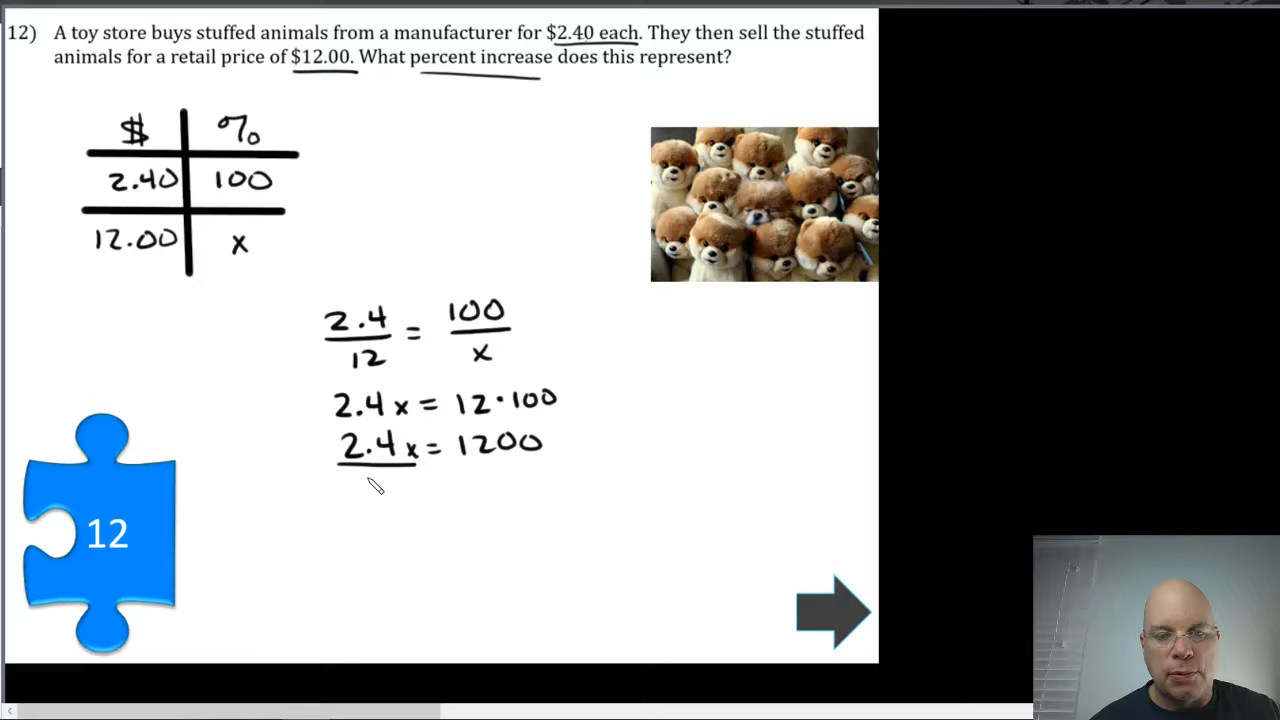 12) A toy store buys stuffed animals from a manufacturer for $2.40 each. They then sell the stuffed
animals for a retail price of $12.00. What percent increase does this represent?
$ %
2.40 100
12.00 x
2.4 = 100
12 x
2.4x = 12·100
2.4x = 1200
12